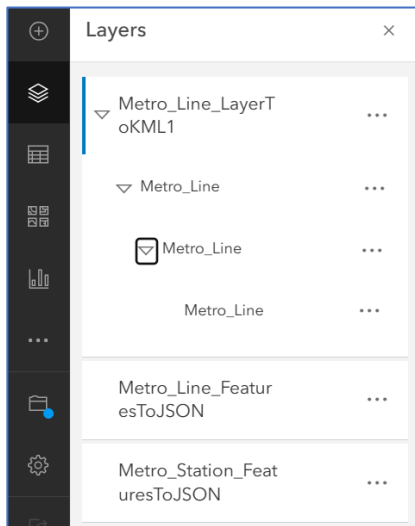 Layers
Metro_Line_LayerT
oKML1
Metro_Line
Metro_Line
Metro_Line
Metro_Line_Featur
esToJSON
Metro_Station_Feat
uresToJSON